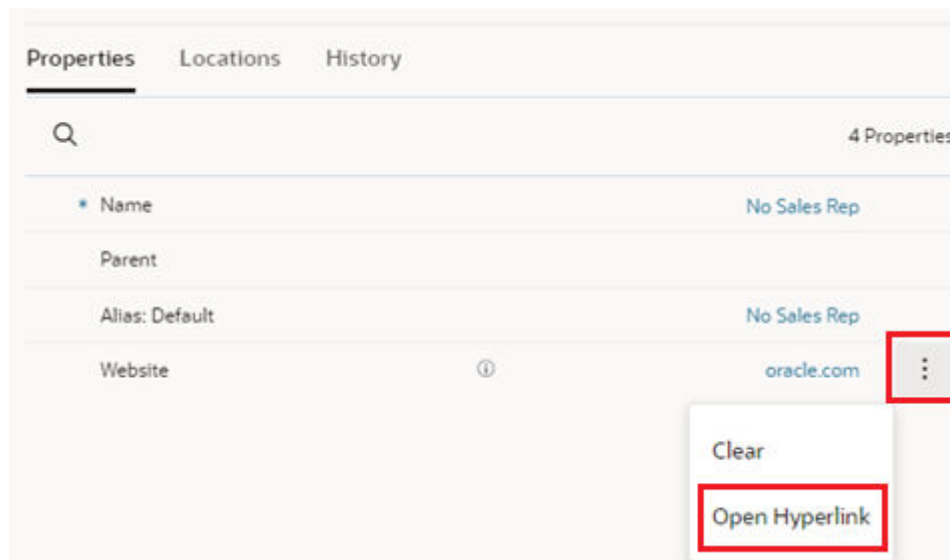 Properties Locations History
4 Properties
* Name No Sales Rep
Parent
Alias: Default No Sales Rep
Website oracle.com
Clear
Open Hyperlink